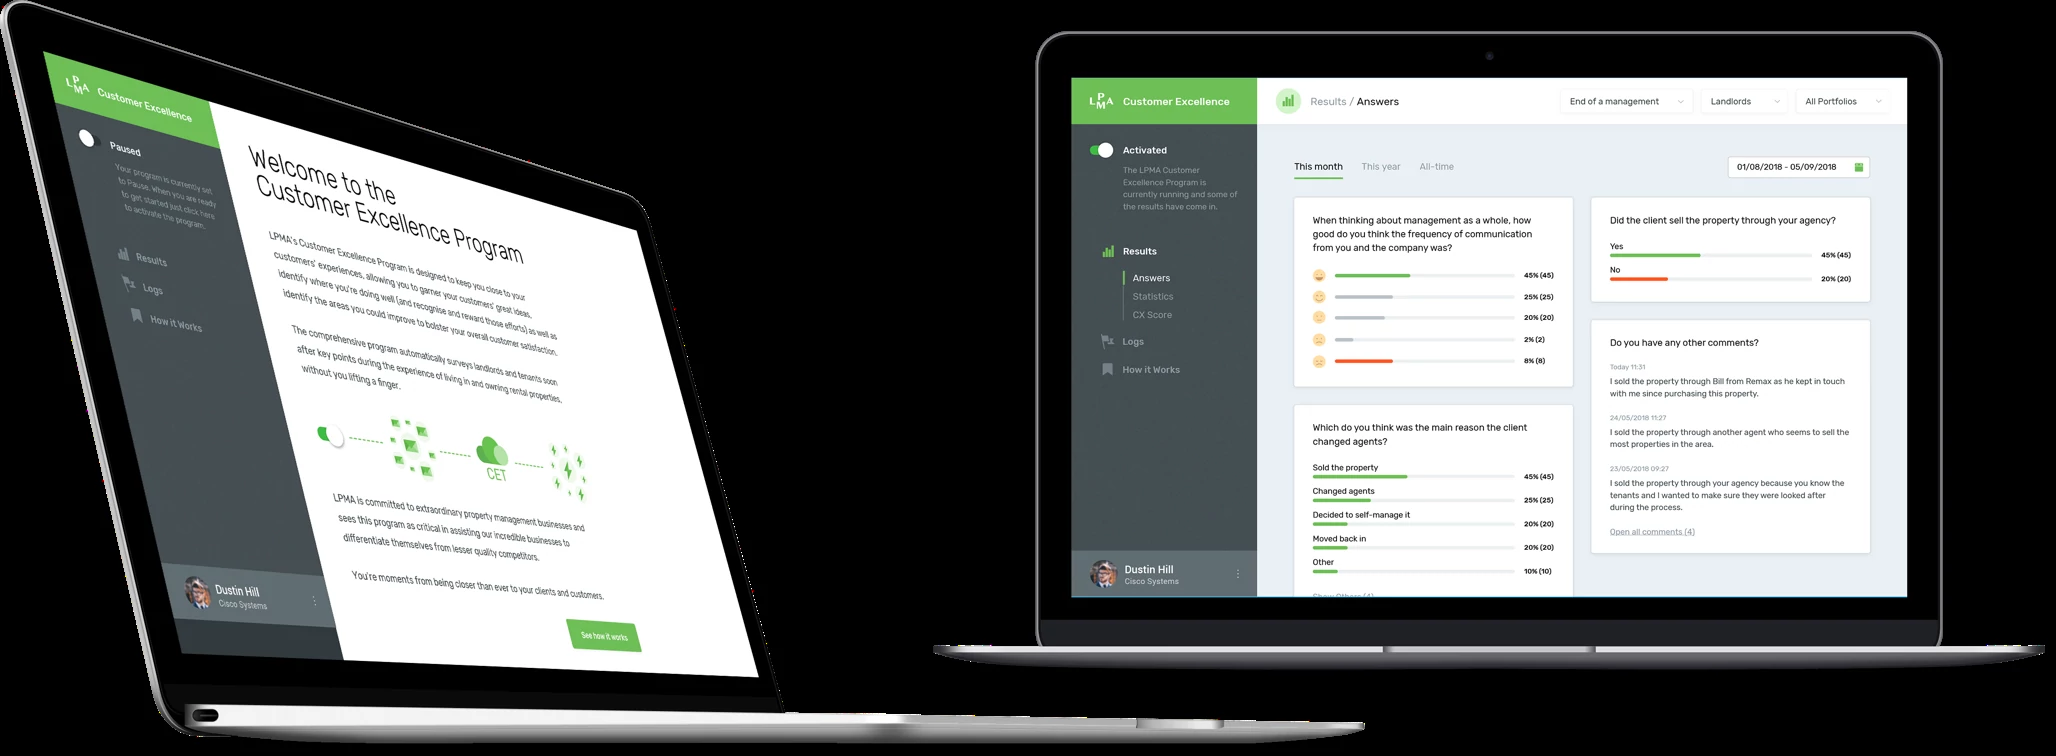 LPMA Customer Excellence
Paused
Your program is currently set
to Pause. When you are ready
to get started just click here
to activate the program.
Results
Logs
How it Works
Dustin Hill
Cisco Systems
Welcome to the
Customer Excellence Program
LPMA's Customer Excellence Program is designed to keep you close to your
customers' experiences, allowing you to garner your customers' great ideas,
identify where you're doing well (and recognise and reward those efforts) as well as
identify the areas you could improve to bolster your overall customer satisfaction.
The comprehensive program automatically surveys landlords and tenants soon
after key points during the experience of living in and owning rental properties,
without you lifting a finger.
CET
LPMA is committed to extraordinary property management businesses and
sees this program as critical in assisting our incredible businesses to
differentiate themselves from lesser quality competitors.
You're moments from being closer than ever to your clients and customers.
See how it works
LPMA Customer Excellence
Activated
The LPMA Customer
Excellence Program is
currently running and some of
the results have come in.
Results
Answers
Statistics
CX Score
Logs
How it Works
Dustin Hill
Cisco Systems
Results / Answers
End of a management
Landlords
All Portfolios
This month
This year
All-time
01/08/2018 - 05/09/2018
When thinking about management as a whole, how
good do you think the frequency of communication
from you and the company was?
45% (45)
25% (25)
20% (20)
2% (2)
8% (8)
Which do you think was the main reason the client
changed agents?
Sold the property
45% (45)
Changed agents
25% (25)
Decided to self-manage it
20% (20)
Moved back in
20% (20)
Other
10% (10)
Show Others (4)
Did the client sell the property through your agency?
Yes
45% (45)
No
20% (20)
Do you have any other comments?
Today 11:31
I sold the property through Bill from Remax as he kept in touch
with me since purchasing this property.
24/05/2018 11:27
I sold the property through another agent who seems to sell the
most properties in the area.
23/05/2018 09:27
I sold the property through your agency because you know the
tenants and I wanted to make sure they were looked after
during the process.
Open all comments (4)